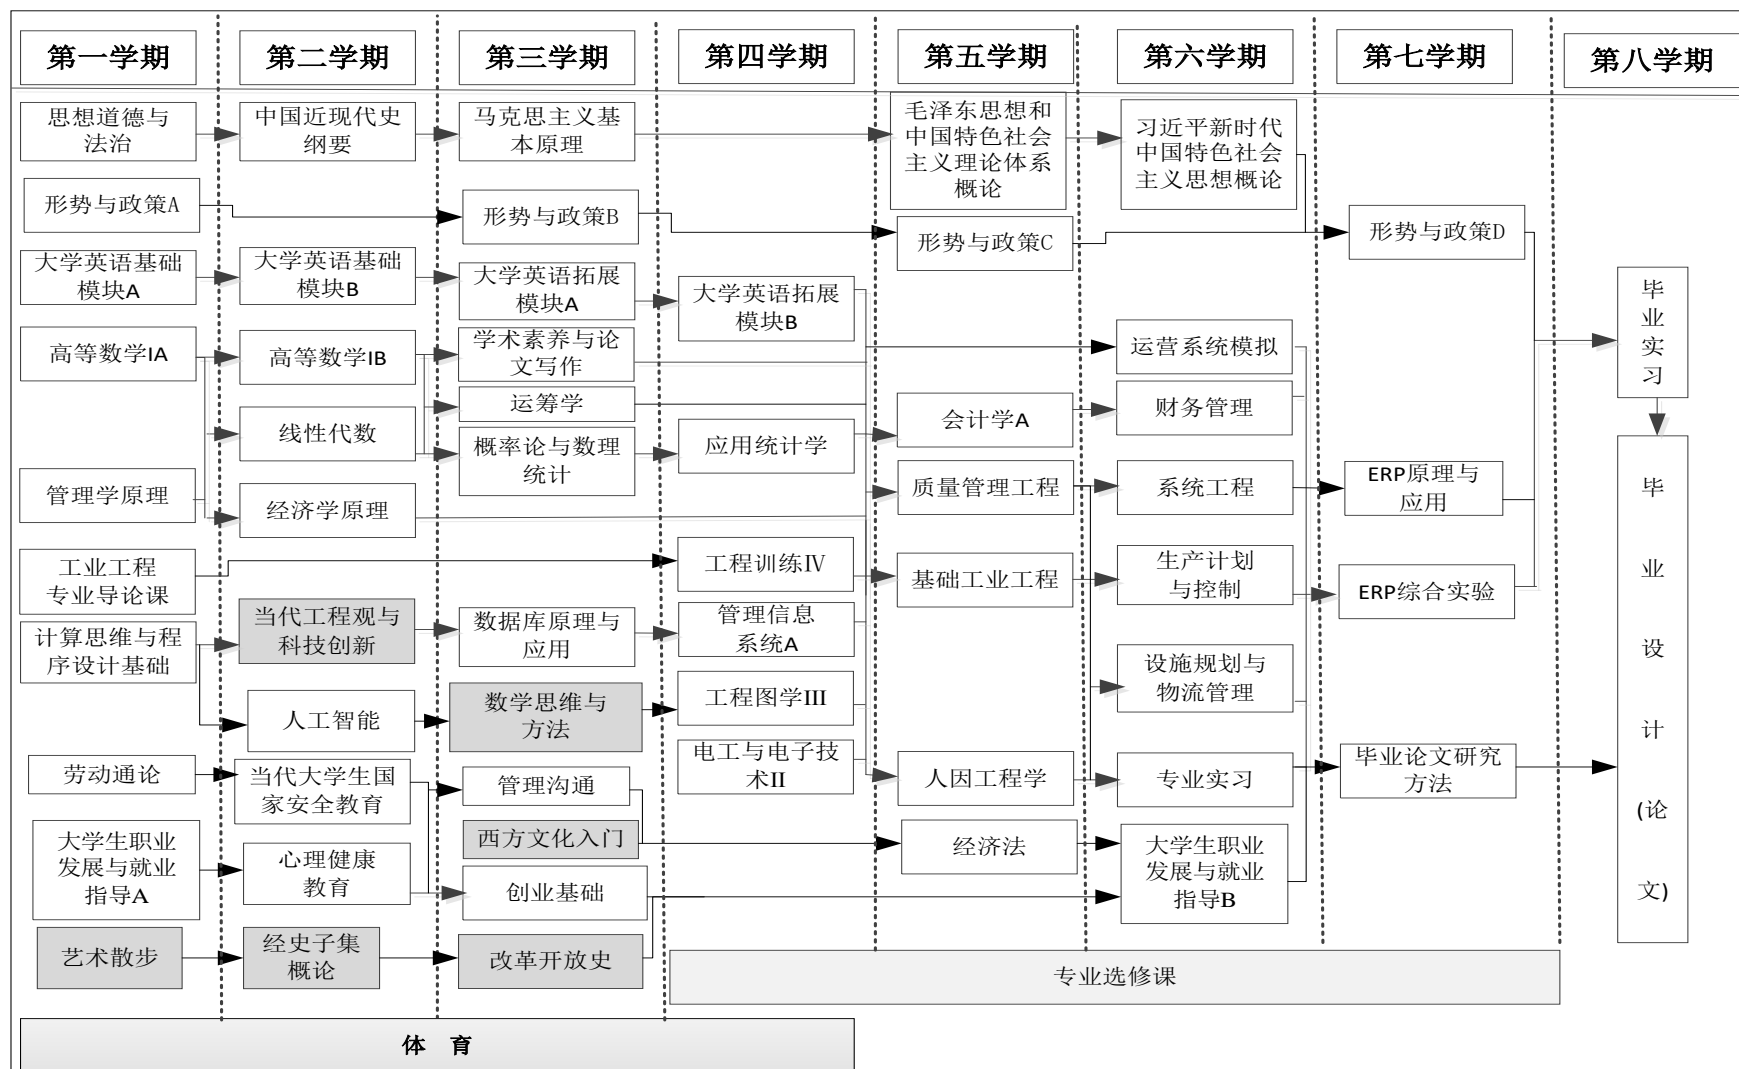 第一学期
第二学期
第三学期
第四学期
第五学期
第六学期
第七学期
第八学期
思想道德与
法治
中国近现代史
纲要
马克思主义基
本原理
毛泽东思想和
中国特色社会
主义理论体系
概论
习近平新时代
中国特色社会
主义思想概论
形势与政策A
形势与政策B
形势与政策C
形势与政策D
大学英语基础
模块A
大学英语基础
模块B
大学英语拓展
模块A
大学英语拓展
模块B
高等数学IA
高等数学IB
学术素养与论
文写作
运营系统模拟
毕
业
实
习
运筹学
线性代数
概率论与数理
统计
应用统计学
会计学A
财务管理
管理学原理
经济学原理
质量管理工程
系统工程
ERP原理与
应用
工业工程
专业导论课
工程训练IV
基础工业工程
生产计划
与控制
ERP综合实验
计算思维与程
序设计基础
当代工程观与
科技创新
数据库原理与
应用
管理信息
系统A
设施规划与
物流管理
人工智能
数学思维与
方法
工程图学III
电工与电子技
术II
劳动通论
当代大学生国
家安全教育
管理沟通
人因工程学
专业实习
毕业论文研究
方法
西方文化入门
经济法
大学生职业
发展与就业
指导A
心理健康
教育
创业基础
大学生职业
发展与就业
指导B
艺术散步
经史子集
概论
改革开放史
专业选修课
毕
业
设
计
(论
文)
体 育